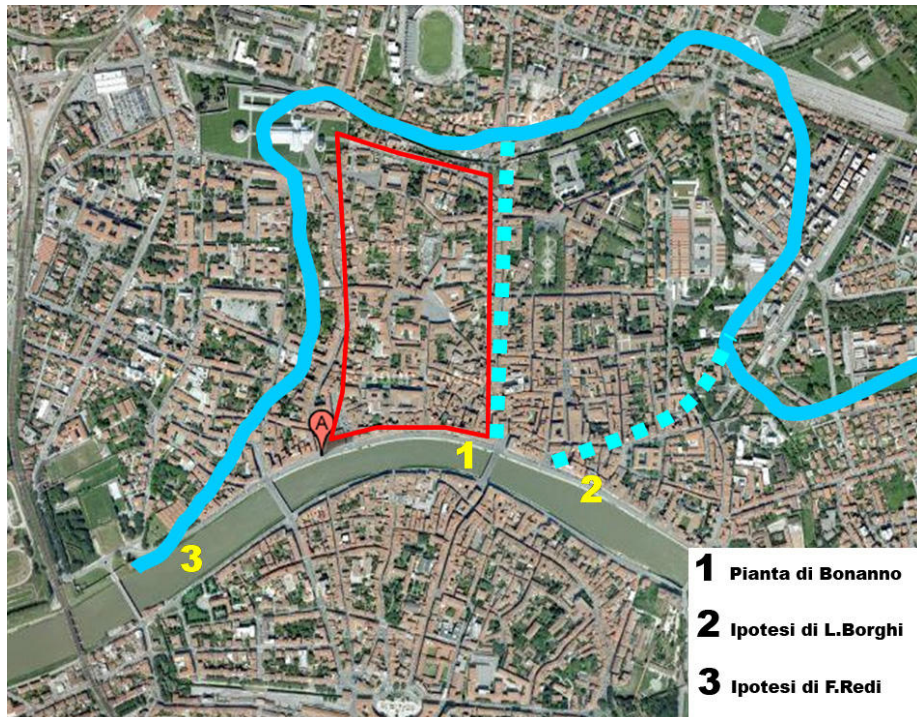 A
1
2
3
1 Pianta di Bonanno
2 Ipotesi di L.Borghi
3 Ipotesi di F.Redi